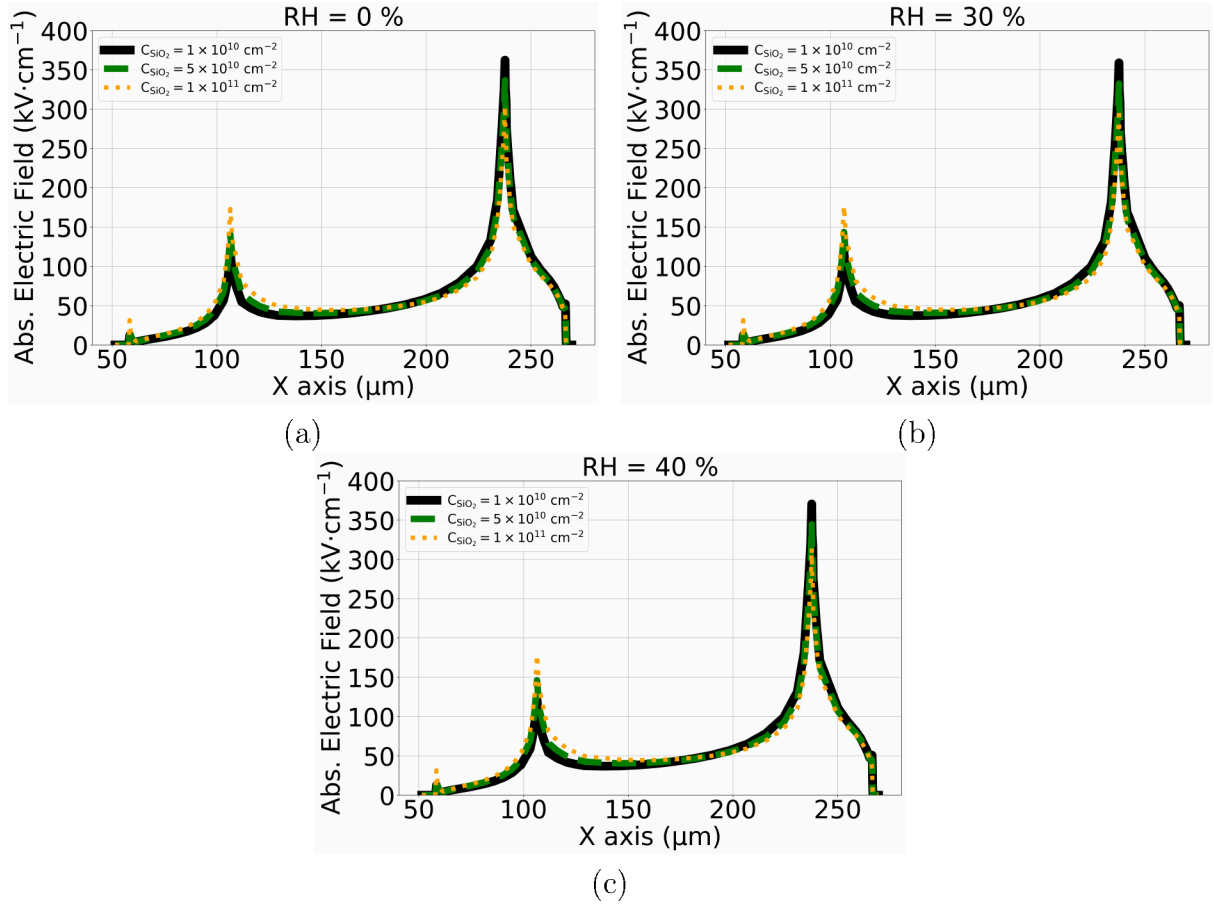 RH = 0 %
Abs. Electric Field (kV·cm⁻¹)
400
350
300
250
200
150
100
50
0
C_SiO₂ = 1 × 10¹⁰ cm⁻²
C_SiO₂ = 5 × 10¹⁰ cm⁻²
C_SiO₂ = 1 × 10¹¹ cm⁻²
50 100 150 200 250
X axis (µm)
(a)
RH = 30 %
Abs. Electric Field (kV·cm⁻¹)
400
350
300
250
200
150
100
50
0
C_SiO₂ = 1 × 10¹⁰ cm⁻²
C_SiO₂ = 5 × 10¹⁰ cm⁻²
C_SiO₂ = 1 × 10¹¹ cm⁻²
50 100 150 200 250
X axis (µm)
(b)
RH = 40 %
Abs. Electric Field (kV·cm⁻¹)
400
350
300
250
200
150
100
50
0
C_SiO₂ = 1 × 10¹⁰ cm⁻²
C_SiO₂ = 5 × 10¹⁰ cm⁻²
C_SiO₂ = 1 × 10¹¹ cm⁻²
50 100 150 200 250
X axis (µm)
(c)